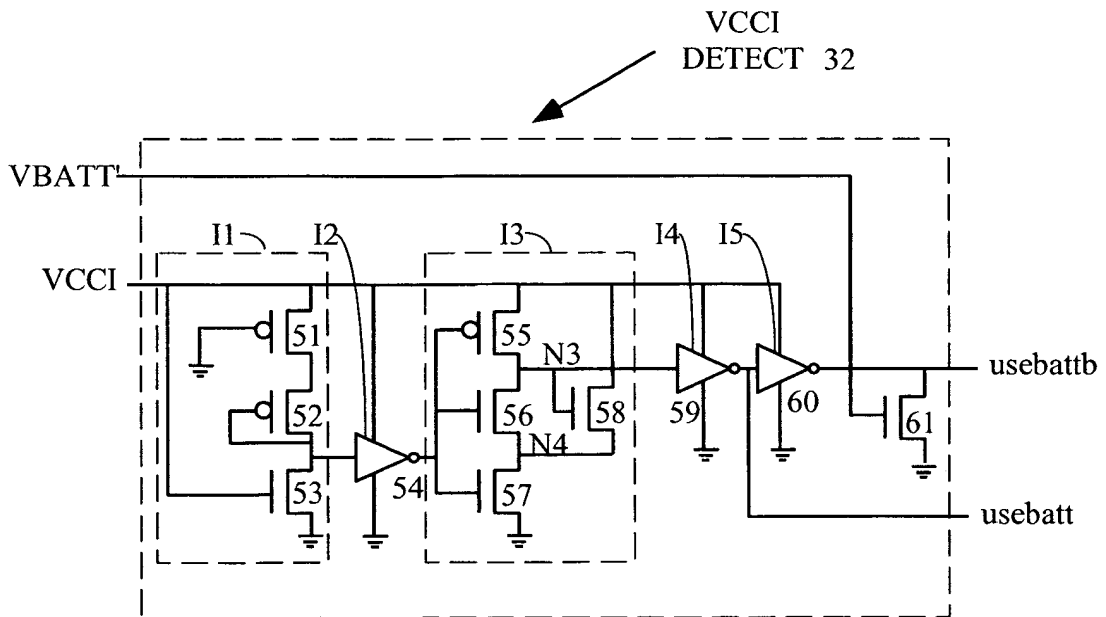 VCCI
DETECT 32
VBATT'
I1
I2
I3
I4
I5
VCCI
51
55
N3
usebattb
52
56
58
59
60
61
N4
53
54
57
usebatt